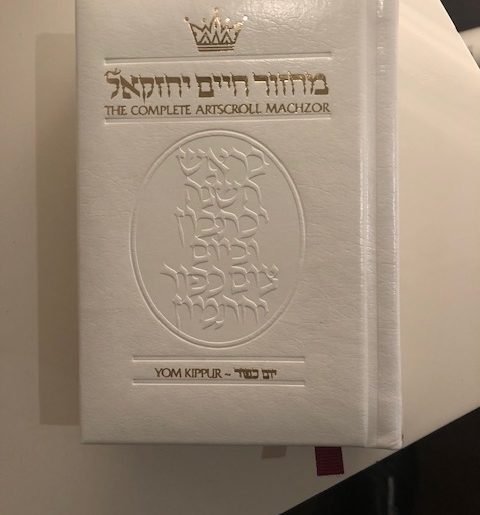 מחזור חיים יחזקאל
THE COMPLETE ARTSCROLL MACHZOR
בראש
השנה
יכתבון
וביום
צום כפור
יחתמון
YOM KIPPUR ~ יום כפור